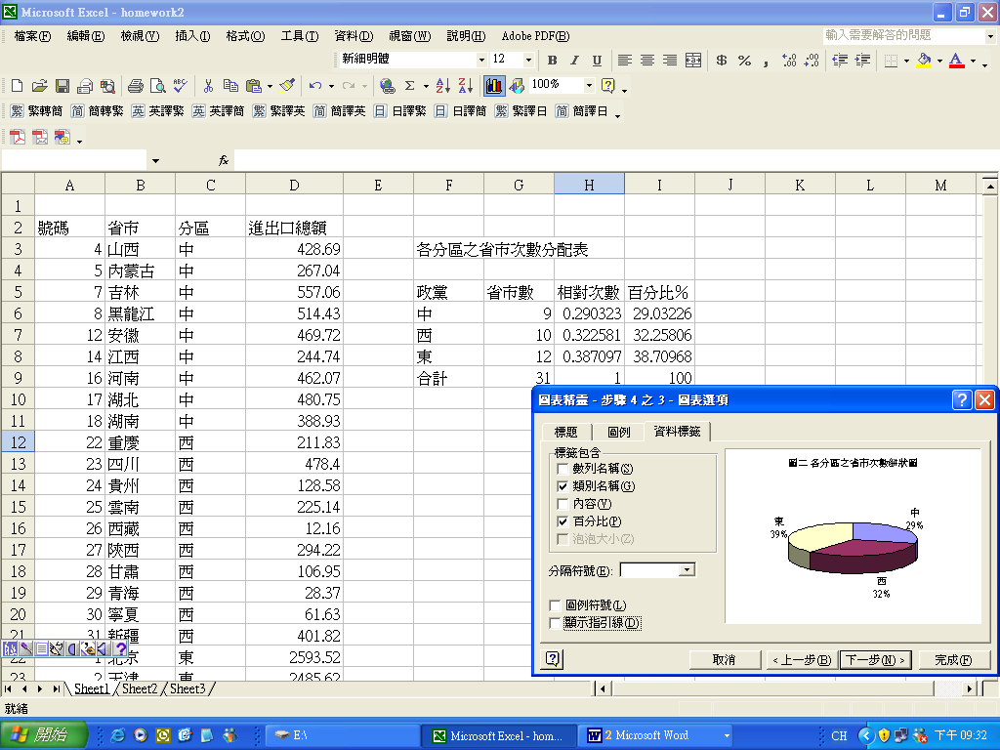 Microsoft Excel - homework2
檔案(F) 編輯(E) 檢視(V) 插入(I) 格式(O) 工具(T) 資料(D) 視窗(W) 說明(H) Adobe PDF(B) 輸入需要解答的問題
新細明體 12 B I U $ % ,
100%
繁轉簡 簡轉繁 英譯繁 英譯簡 繁譯英 簡譯英 日譯繁 日譯簡 繁譯日 簡譯日
fx
A B C D E F G H I J K L M
1
2 號碼 省市 分區 進出口總額
3 4 山西 中 428.69 各分區之省市次數分配表
4 5 內蒙古 中 267.04
5 7 吉林 中 557.06 政黨 省市數 相對次數 百分比%
6 8 黑龍江 中 514.43 中 9 0.290323 29.03226
7 12 安徽 中 469.72 西 10 0.322581 32.25806
8 14 江西 中 244.74 東 12 0.387097 38.70968
9 16 河南 中 462.07 合計 31 1 100
10 17 湖北 中 480.75
11 18 湖南 中 388.93
12 22 重慶 西 211.83
13 23 四川 西 478.4
14 24 貴州 西 128.58
15 25 雲南 西 225.14
16 26 西藏 西 12.16
17 27 陝西 西 294.22
18 28 甘肅 西 106.95
19 29 青海 西 28.37
20 30 寧夏 西 61.63
21 31 新疆 西 401.82
22 1 北京 東 2593.52
23 2 天津 東 2485.62
圖表精靈 - 步驟 4 之 3 - 圖表選項
標題 圖例 資料標籤
標籤包含
數列名稱(S)
類別名稱(G)
內容(V)
百分比(P)
泡泡大小(Z)
分隔符號(E):
圖例符號(L)
顯示指引線(D)
圖二 各分區之省市次數餅狀圖
中
29%
東
39%
西
32%
取消 < 上一步(B) 下一步(N) > 完成(F)
Sheet1 Sheet2 Sheet3
就緒
開始 E:\ Microsoft Excel - hom... 2 Microsoft Word CH 下午 09:32